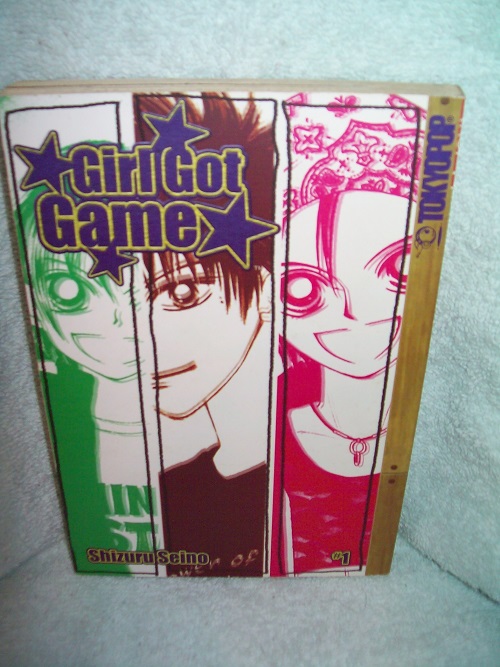 Girl Got
Game
TOKYOPOP®
IN
ST
Shizuru Seino
#1